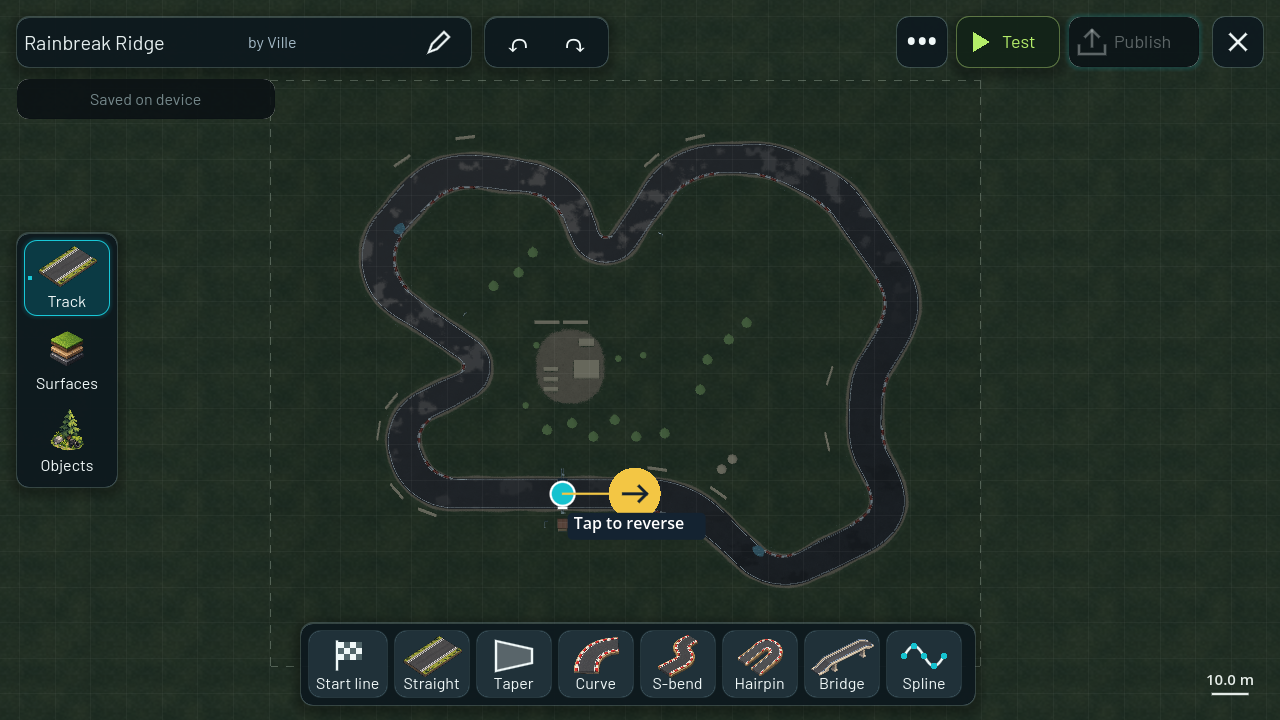 Rainbreak Ridge by Ville
Test
Publish
Saved on device
Track
Surfaces
Objects
Tap to reverse
Start line
Straight
Taper
Curve
S-bend
Hairpin
Bridge
Spline
10.0 m